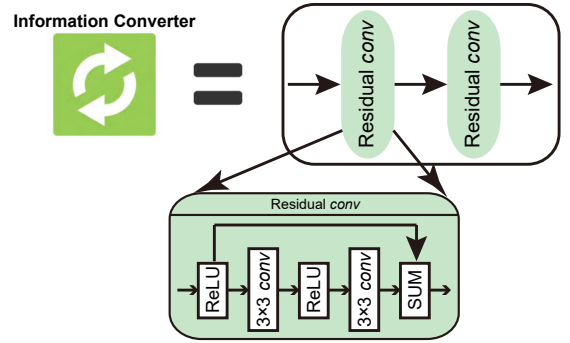 Information Converter
Residual conv
Residual conv
Residual conv
ReLU
3×3 conv
ReLU
3×3 conv
SUM